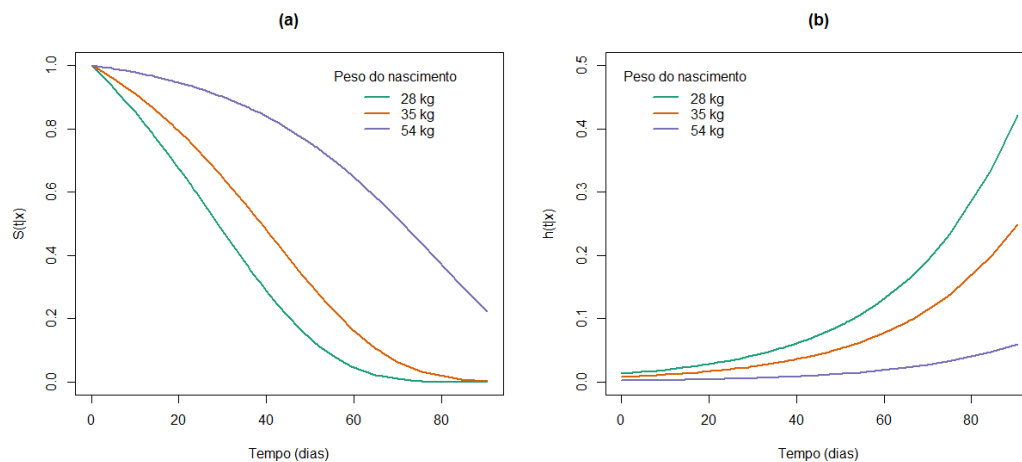 (a)
S(t|x)
1.0
0.8
0.6
0.4
0.2
0.0
Peso do nascimento
28 kg
35 kg
54 kg
0 20 40 60 80
Tempo (dias)
(b)
h(t|x)
0.5
0.4
0.3
0.2
0.1
0.0
Peso do nascimento
28 kg
35 kg
54 kg
0 20 40 60 80
Tempo (dias)